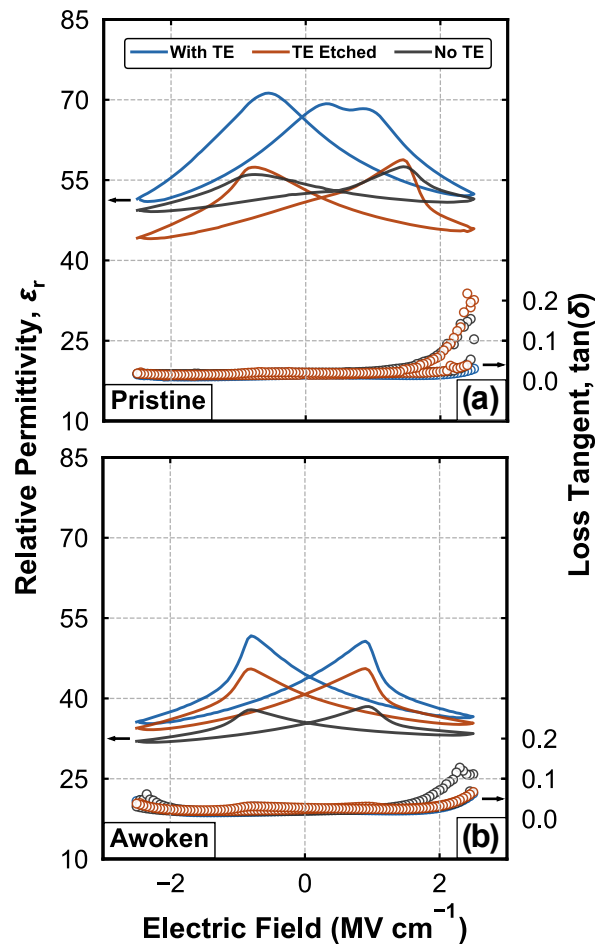 85
With TE TE Etched No TE
70
55
40
0.2
25
0.1
0.0
Pristine
(a)
10
85
70
55
40
0.2
25
0.1
0.0
Awoken
(b)
10
−2 0 2
Relative Permittivity, εr
Loss Tangent, tan(δ)
Electric Field (MV cm⁻¹)